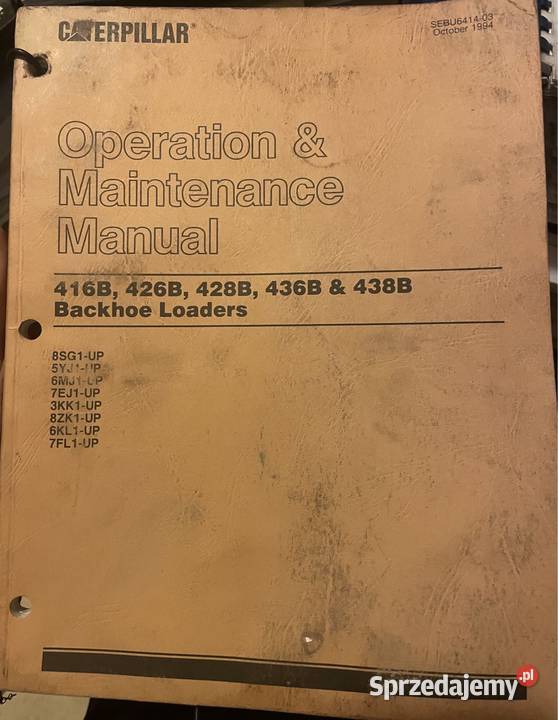 CATERPILLAR®
SEBU6414-03
October 1994
Operation &
Maintenance
Manual
416B, 426B, 428B, 436B & 438B
Backhoe Loaders
8SG1-UP
5YJ1-UP
6MJ1-UP
7EJ1-UP
3KK1-UP
8ZK1-UP
6KL1-UP
7FL1-UP
Sprzedajemy.pl